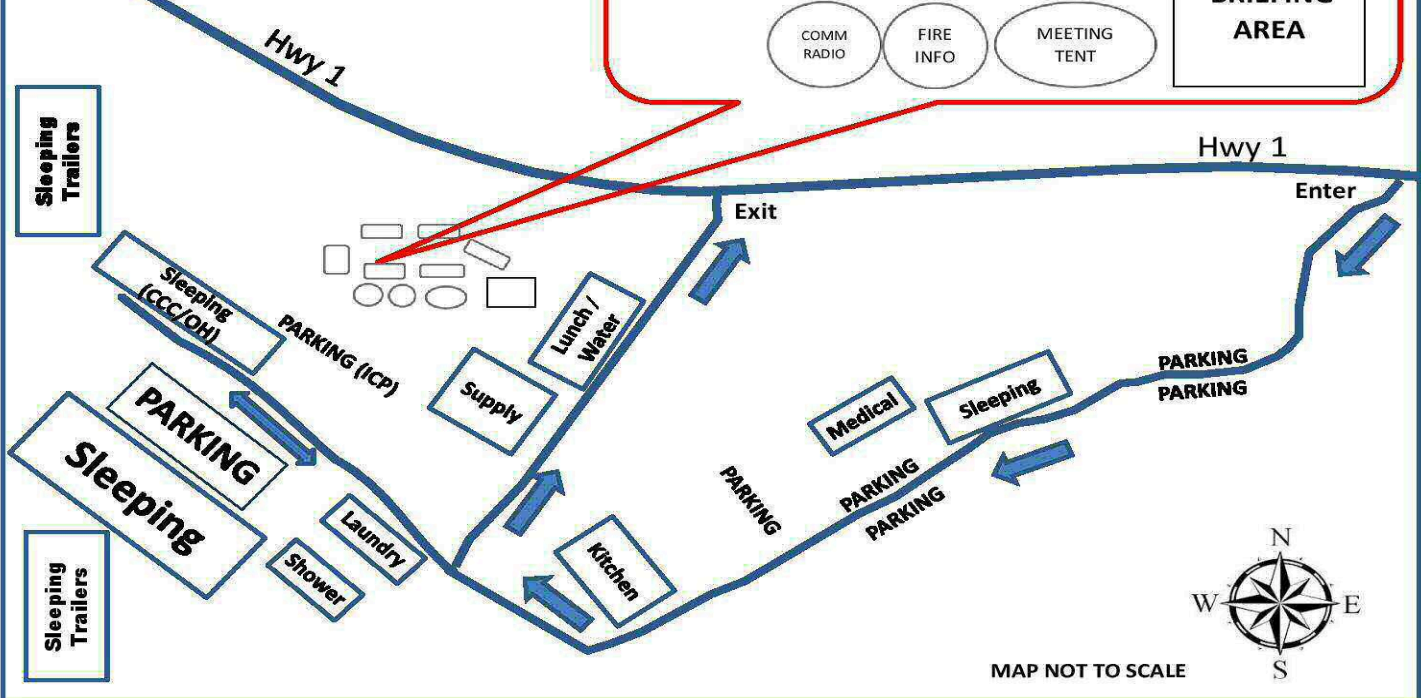 BRIEFING
AREA
COMM
RADIO
FIRE
INFO
MEETING
TENT
Hwy 1
Hwy 1
Enter
Exit
Sleeping
Trailers
Sleeping
(CCC/OH)
PARKING (ICP)
Lunch /
Water
Supply
PARKING
Sleeping
Laundry
Shower
Sleeping
Trailers
Kitchen
PARKING
PARKING
PARKING
Medical
Sleeping
PARKING
PARKING
N
W
E
S
MAP NOT TO SCALE